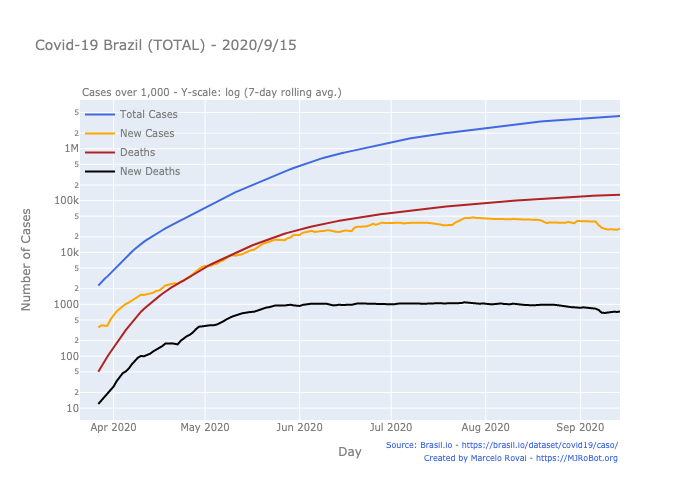 Covid-19 Brazil (TOTAL) - 2020/9/15
Cases over 1,000 - Y-scale: log (7-day rolling avg.)
Total Cases
New Cases
Deaths
New Deaths
5
2
1M
5
2
100k
5
2
10k
5
2
1000
5
2
100
5
2
10
Number of Cases
Apr 2020 May 2020 Jun 2020 Jul 2020 Aug 2020 Sep 2020
Day
Source: Brasil.io - https://brasil.io/dataset/covid19/caso/
Created by Marcelo Rovai - https://MJRoBot.org